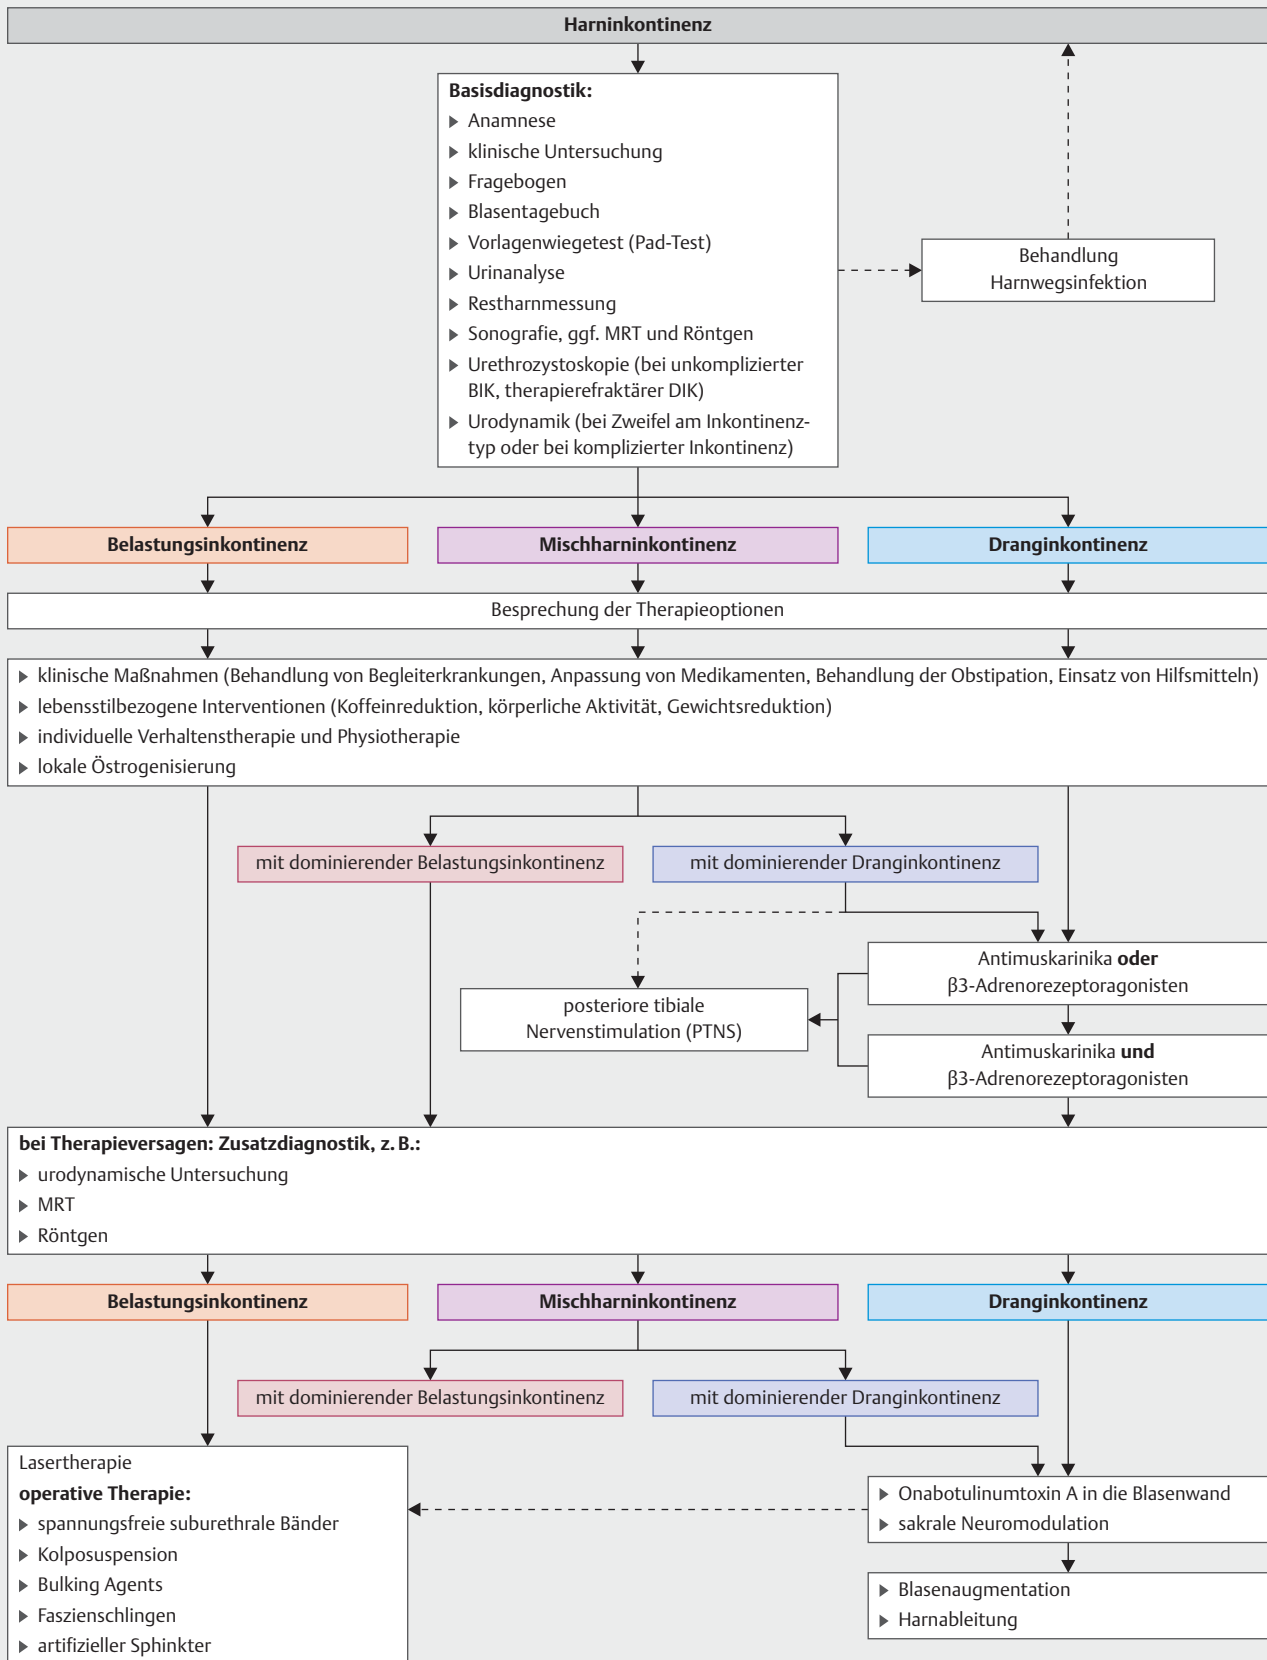 Harninkontinenz
Basisdiagnostik:
▶ Anamnese
▶ klinische Untersuchung
▶ Fragebogen
▶ Blasentagebuch
▶ Vorlagenwiegetest (Pad-Test)
▶ Urinanalyse
▶ Restharnmessung
▶ Sonografie, ggf. MRT und Röntgen
▶ Urethrozystoskopie (bei unkomplizierter
BIK, therapierefraktärer DIK)
▶ Urodynamik (bei Zweifel am Inkontinenz-
typ oder bei komplizierter Inkontinenz)
Behandlung
Harnwegsinfektion
Belastungsinkontinenz
Mischharninkontinenz
Dranginkontinenz
Besprechung der Therapieoptionen
▶ klinische Maßnahmen (Behandlung von Begleiterkrankungen, Anpassung von Medikamenten, Behandlung der Obstipation, Einsatz von Hilfsmitteln)
▶ lebensstilbezogene Interventionen (Koffeinreduktion, körperliche Aktivität, Gewichtsreduktion)
▶ individuelle Verhaltenstherapie und Physiotherapie
▶ lokale Östrogenisierung
mit dominierender Belastungsinkontinenz
mit dominierender Dranginkontinenz
Antimuskarinika oder
β3-Adrenorezeptoragonisten
posteriore tibiale
Nervenstimulation (PTNS)
Antimuskarinika und
β3-Adrenorezeptoragonisten
bei Therapieversagen: Zusatzdiagnostik, z. B.:
▶ urodynamische Untersuchung
▶ MRT
▶ Röntgen
Belastungsinkontinenz
Mischharninkontinenz
Dranginkontinenz
mit dominierender Belastungsinkontinenz
mit dominierender Dranginkontinenz
Lasertherapie
operative Therapie:
▶ spannungsfreie suburethrale Bänder
▶ Kolposuspension
▶ Bulking Agents
▶ Faszienschlingen
▶ artifizieller Sphinkter
▶ Onabotulinumtoxin A in die Blasenwand
▶ sakrale Neuromodulation
▶ Blasenaugmentation
▶ Harnableitung